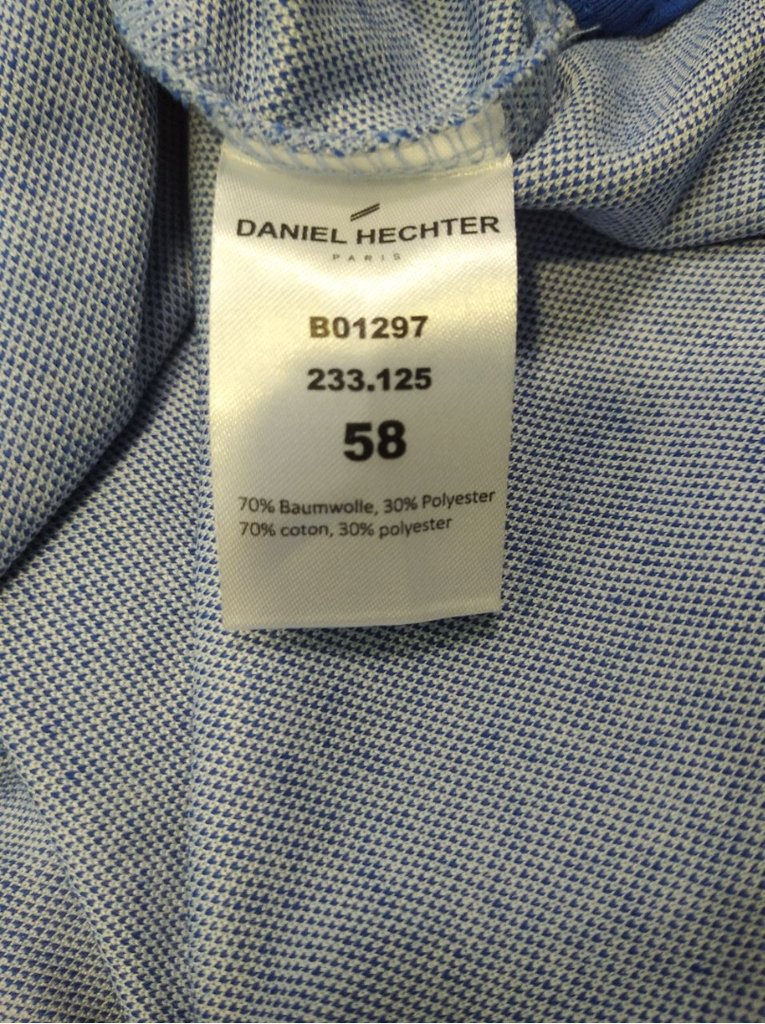 DANIEL HECHTER
PARIS
B01297
233.125
58
70% Baumwolle, 30% Polyester
70% coton, 30% polyester